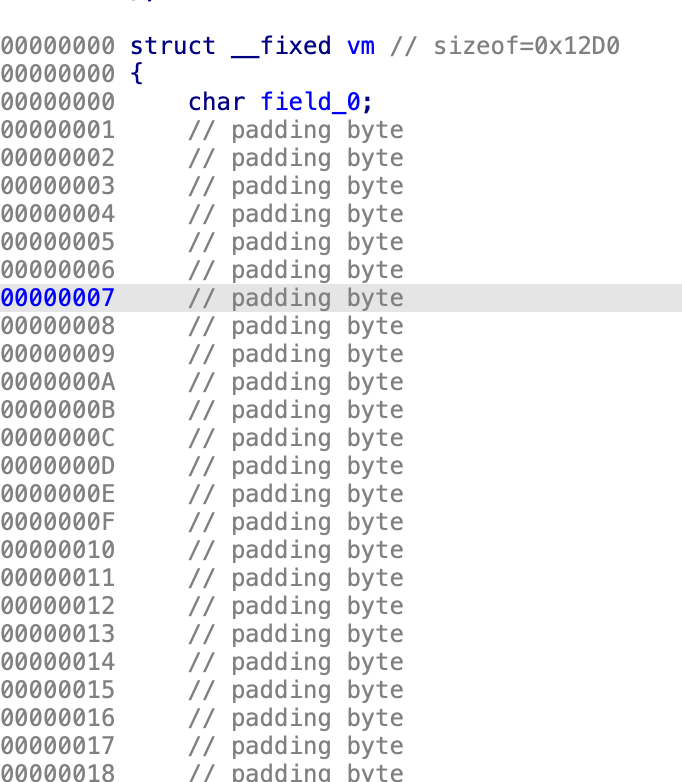 00000000 struct __fixed vm // sizeof=0x12D0
00000000 {
00000000     char field_0;
00000001     // padding byte
00000002     // padding byte
00000003     // padding byte
00000004     // padding byte
00000005     // padding byte
00000006     // padding byte
00000007     // padding byte
00000008     // padding byte
00000009     // padding byte
0000000A     // padding byte
0000000B     // padding byte
0000000C     // padding byte
0000000D     // padding byte
0000000E     // padding byte
0000000F     // padding byte
00000010     // padding byte
00000011     // padding byte
00000012     // padding byte
00000013     // padding byte
00000014     // padding byte
00000015     // padding byte
00000016     // padding byte
00000017     // padding byte
00000018     // padding byte